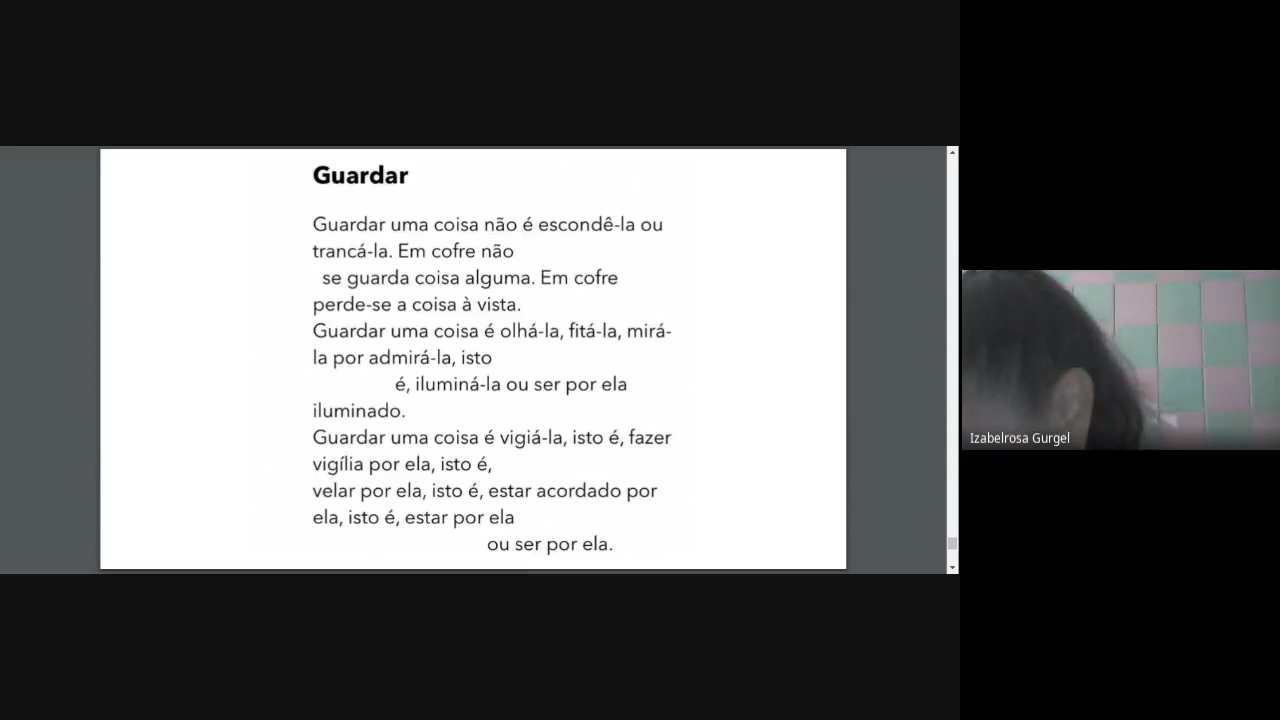 Guardar
Guardar uma coisa não é escondê-la ou
trancá-la. Em cofre não
se guarda coisa alguma. Em cofre
perde-se a coisa à vista.
Guardar uma coisa é olhá-la, fitá-la, mirá-
la por admirá-la, isto
é, iluminá-la ou ser por ela
iluminado.
Guardar uma coisa é vigiá-la, isto é, fazer
vigília por ela, isto é,
velar por ela, isto é, estar acordado por
ela, isto é, estar por ela
ou ser por ela.
Izabelrosa Gurgel